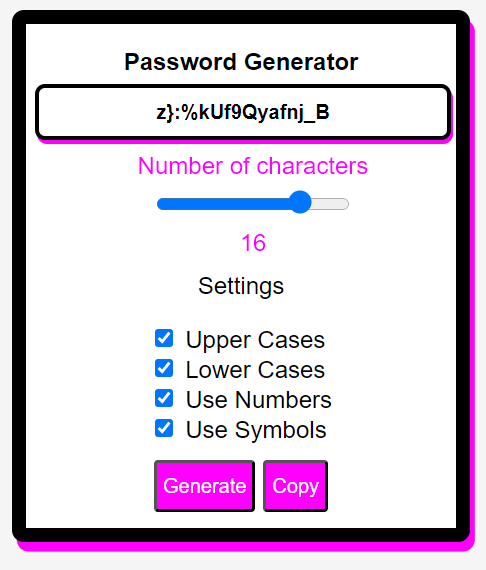 Password Generator
z}:%kUf9Qyafnj_B
Number of characters
16
Settings
Upper Cases
Lower Cases
Use Numbers
Use Symbols
Generate Copy